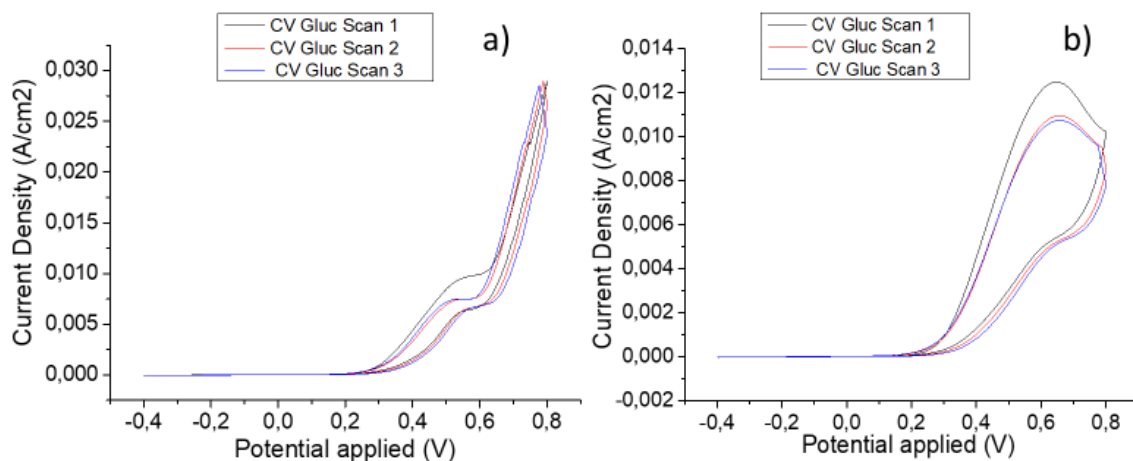 CV Gluc Scan 1
CV Gluc Scan 2
CV Gluc Scan 3
a)
0,030
0,025
0,020
0,015
0,010
0,005
0,000
Current Density (A/cm2)
-0,4 -0,2 0,0 0,2 0,4 0,6 0,8
Potential applied (V)
CV Gluc Scan 1
CV Gluc Scan 2
CV Gluc Scan 3
b)
0,014
0,012
0,010
0,008
0,006
0,004
0,002
0,000
-0,002
Current Density (A/cm2)
-0,4 -0,2 0,0 0,2 0,4 0,6 0,8
Potential applied (V)